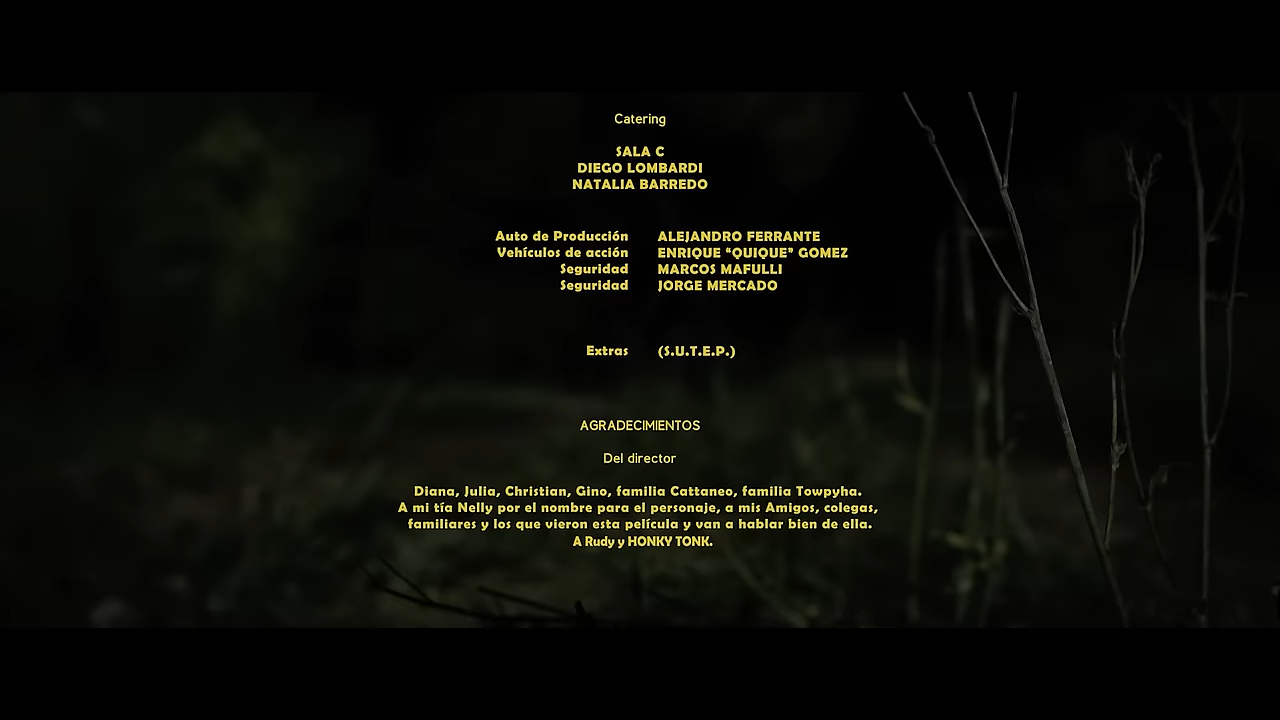 Catering
SALA C
DIEGO LOMBARDI
NATALIA BARREDO
Auto de Producción ALEJANDRO FERRANTE
Vehículos de acción ENRIQUE “QUIQUE” GOMEZ
Seguridad MARCOS MAFULLI
Seguridad JORGE MERCADO
Extras (S.U.T.E.P.)
AGRADECIMIENTOS
Del director
Diana, Julia, Christian, Gino, familia Cattaneo, familia Towpyha.
A mi tía Nelly por el nombre para el personaje, a mis Amigos, colegas,
familiares y los que vieron esta película y van a hablar bien de ella.
A Rudy y HONKY TONK.